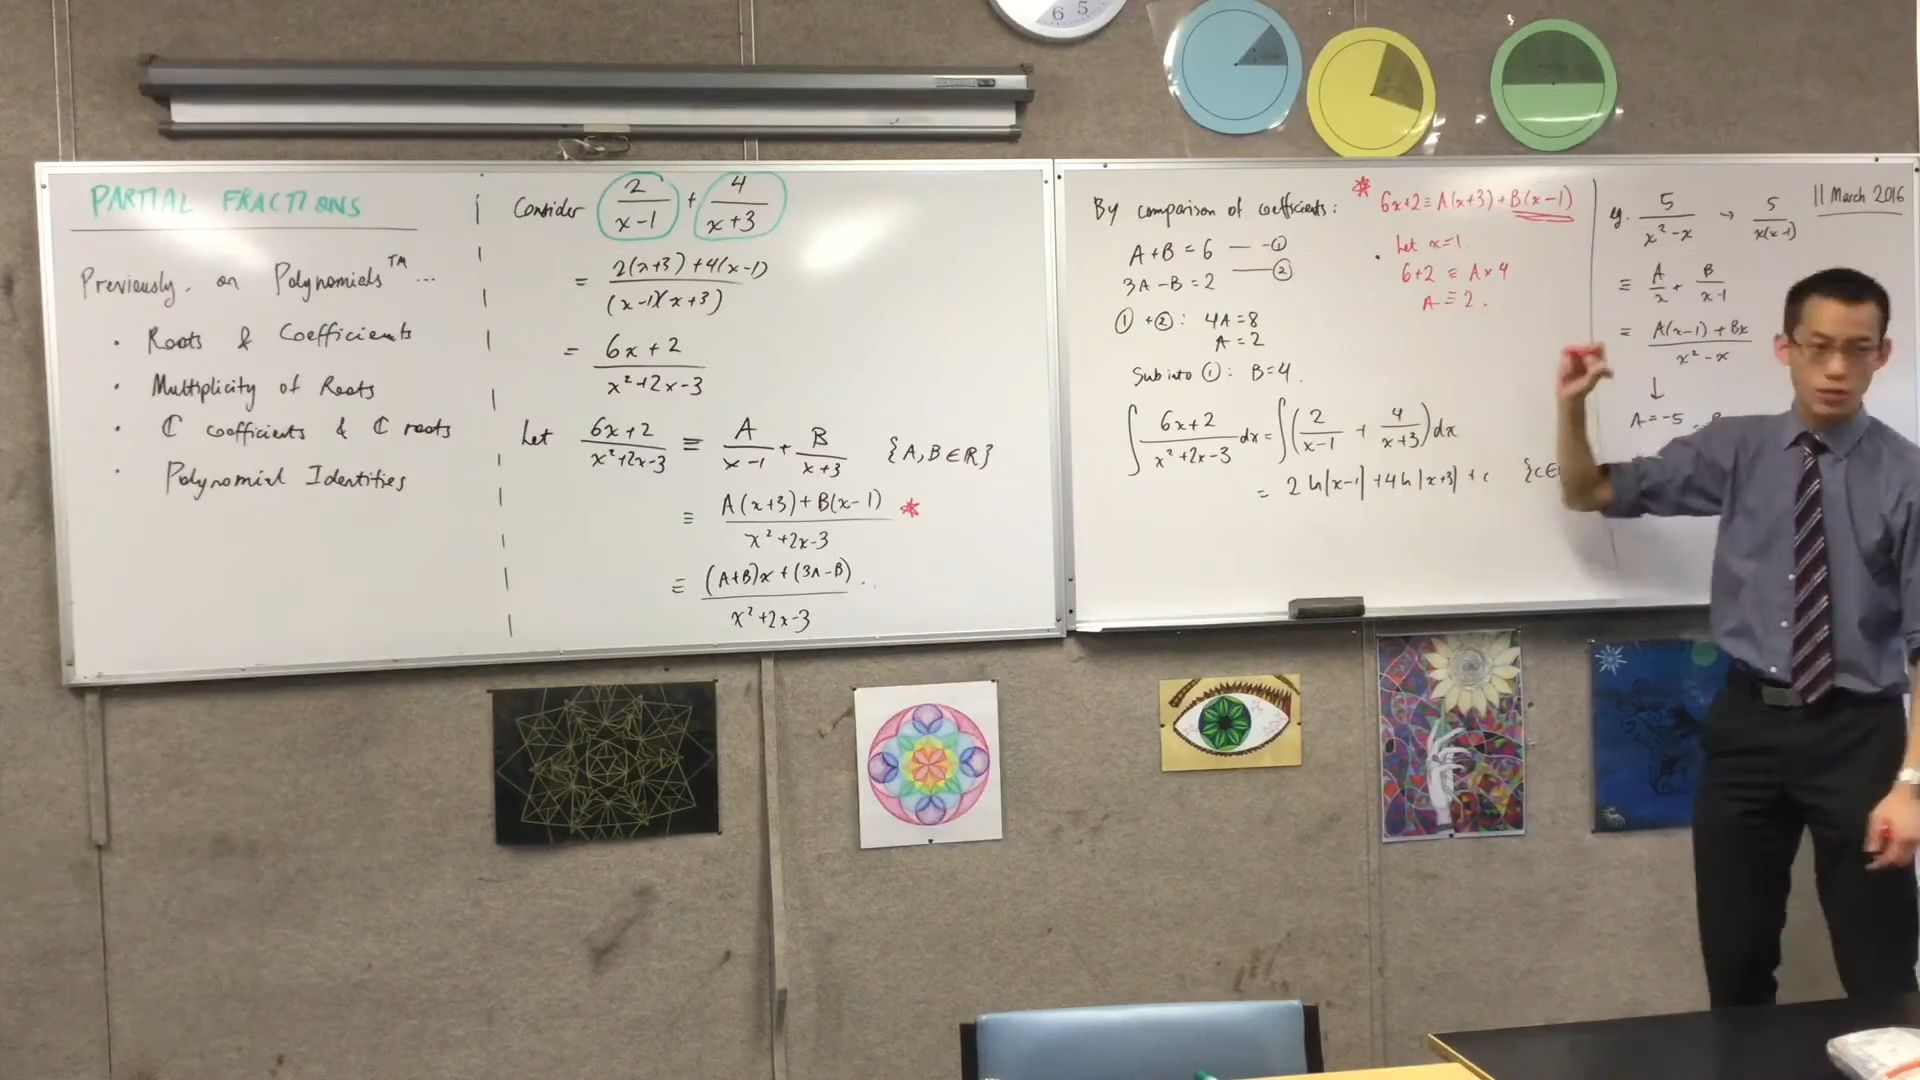 PARTIAL FRACTIONS
Previously, on Polynomials™...
• Roots & Coefficients
• Multiplicity of Roots
• ℂ coefficients & ℂ roots
• Polynomial Identities
Consider 2/(x-1) + 4/(x+3)
= (2(x+3)+4(x-1))/((x-1)(x+3))
= (6x+2)/(x²+2x-3)
Let (6x+2)/(x²+2x-3) ≡ A/(x-1) + B/(x+3) {A,B∈ℝ}
≡ (A(x+3)+B(x-1))/(x²+2x-3) *
≡ ((A+B)x+(3A-B))/(x²+2x-3)
By comparison of coefficients:
A+B = 6 — ①
3A-B = 2 — ②
① + ②: 4A=8
A=2
Sub into ①: B=4.
∫ (6x+2)/(x²+2x-3) dx = ∫ (2/(x-1) + 4/(x+3)) dx
= 2 ln|x-1| + 4 ln|x+3| + c {c∈
* 6x+2 ≡ A(x+3)+B(x-1)
• Let x=1.
6+2 ≡ A×4
A ≡ 2.
11 March 2016
eg. 5/(x²-x) → 5/(x(x-1))
≡ A/x + B/(x-1)
= (A(x-1)+Bx)/(x²-x)
↓
A=-5,
6 5